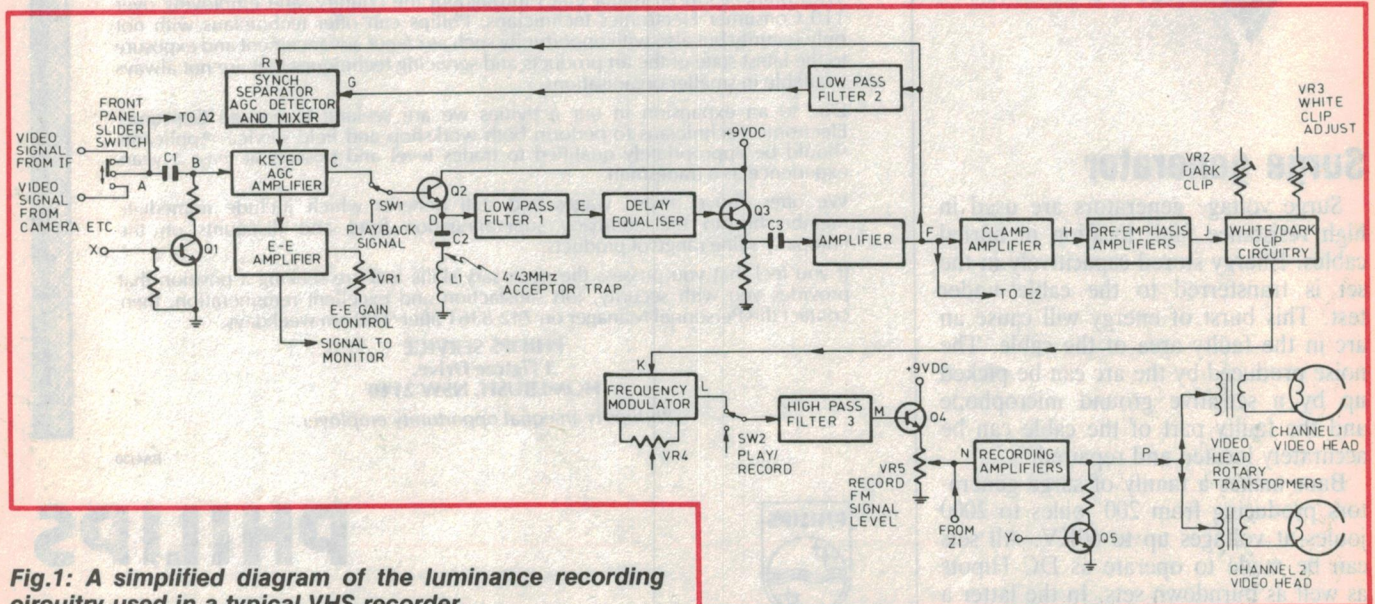 R
SYNCH
SEPARATOR
AGC DETECTOR
AND MIXER
G
LOW PASS
FILTER 2
VR3
WHITE
CLIP
ADJUST
FRONT
PANEL
SLIDER
SWITCH
TO A2
VIDEO
SIGNAL
FROM IF
C1
B
A
KEYED
AGC
AMPLIFIER
C
SW1
Q2
+9VDC
VR2
DARK
CLIP
VIDEO
SIGNAL
FROM
CAMERA ETC
X
Q1
E-E
AMPLIFIER
PLAYBACK
SIGNAL
D
C2
LOW PASS
FILTER 1
E
DELAY
EQUALISER
Q3
C3
AMPLIFIER
F
CLAMP
AMPLIFIER
H
PRE-EMPHASIS
AMPLIFIERS
WHITE/DARK
CLIP
CIRCUITRY
VR1
E-E GAIN
CONTROL
L1
4.43MHz
ACCEPTOR TRAP
TO E2
SIGNAL TO
MONITOR
K
FREQUENCY
MODULATOR
L
VR4
SW2
PLAY/
RECORD
HIGH PASS
FILTER 3
M
+9VDC
Q4
VR5
RECORD
FM
SIGNAL
LEVEL
N
FROM
Z1
RECORDING
AMPLIFIERS
P
Y
Q5
VIDEO
HEAD
ROTARY
TRANSFORMERS
CHANNEL 1
VIDEO HEAD
CHANNEL 2
VIDEO HEAD
Fig.1: A simplified diagram of the luminance recording
circuitry used in a typical VHS recorder.